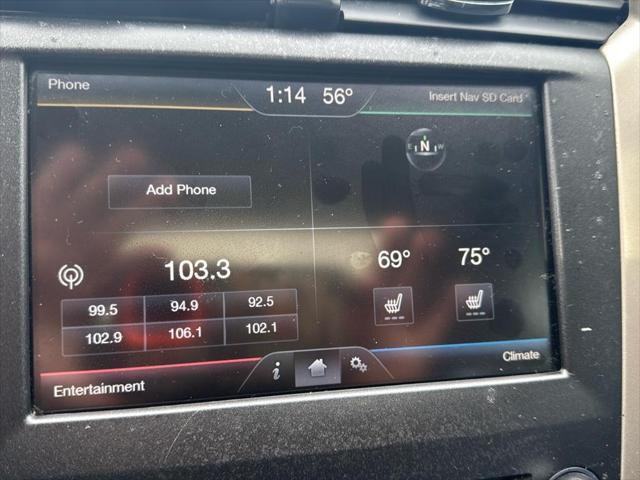 Phone
1:14 56°
Insert Nav SD Card
E N W
Add Phone
103.3
69° 75°
99.5 94.9 92.5
102.9 106.1 102.1
Entertainment
i
Climate